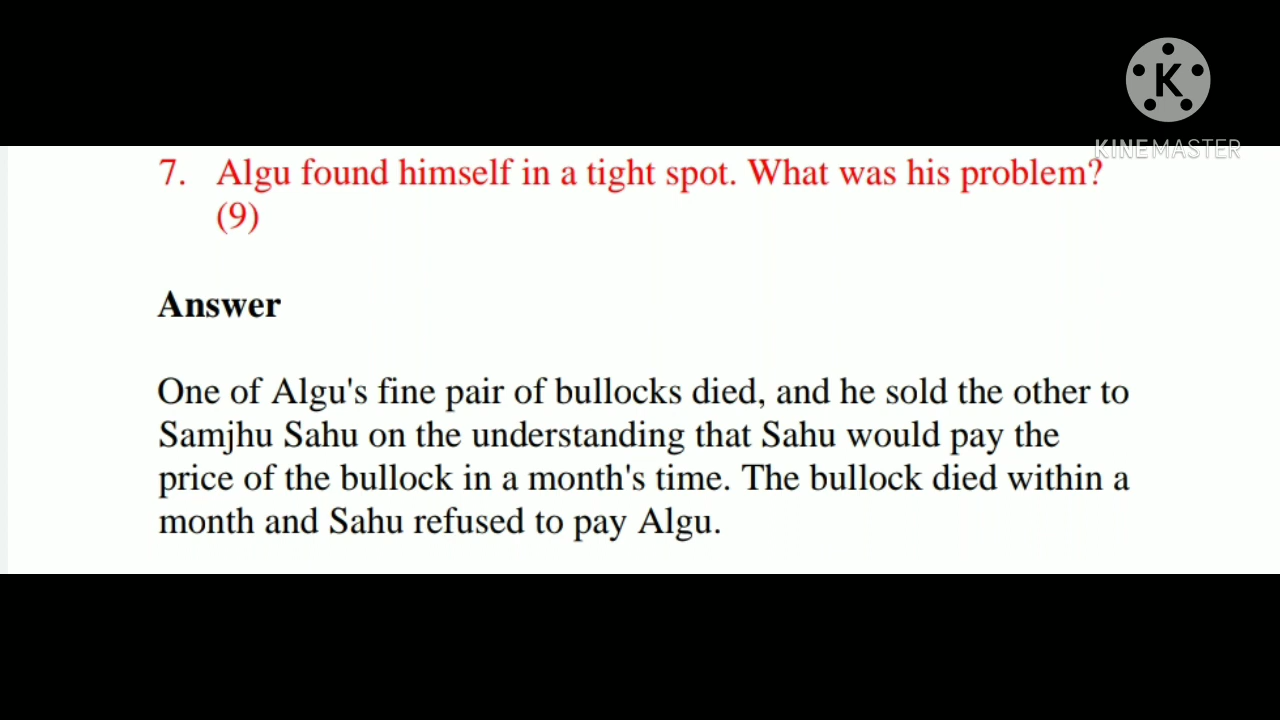 K
KINEMASTER
7. Algu found himself in a tight spot. What was his problem?
(9)
Answer
One of Algu's fine pair of bullocks died, and he sold the other to
Samjhu Sahu on the understanding that Sahu would pay the
price of the bullock in a month's time. The bullock died within a
month and Sahu refused to pay Algu.